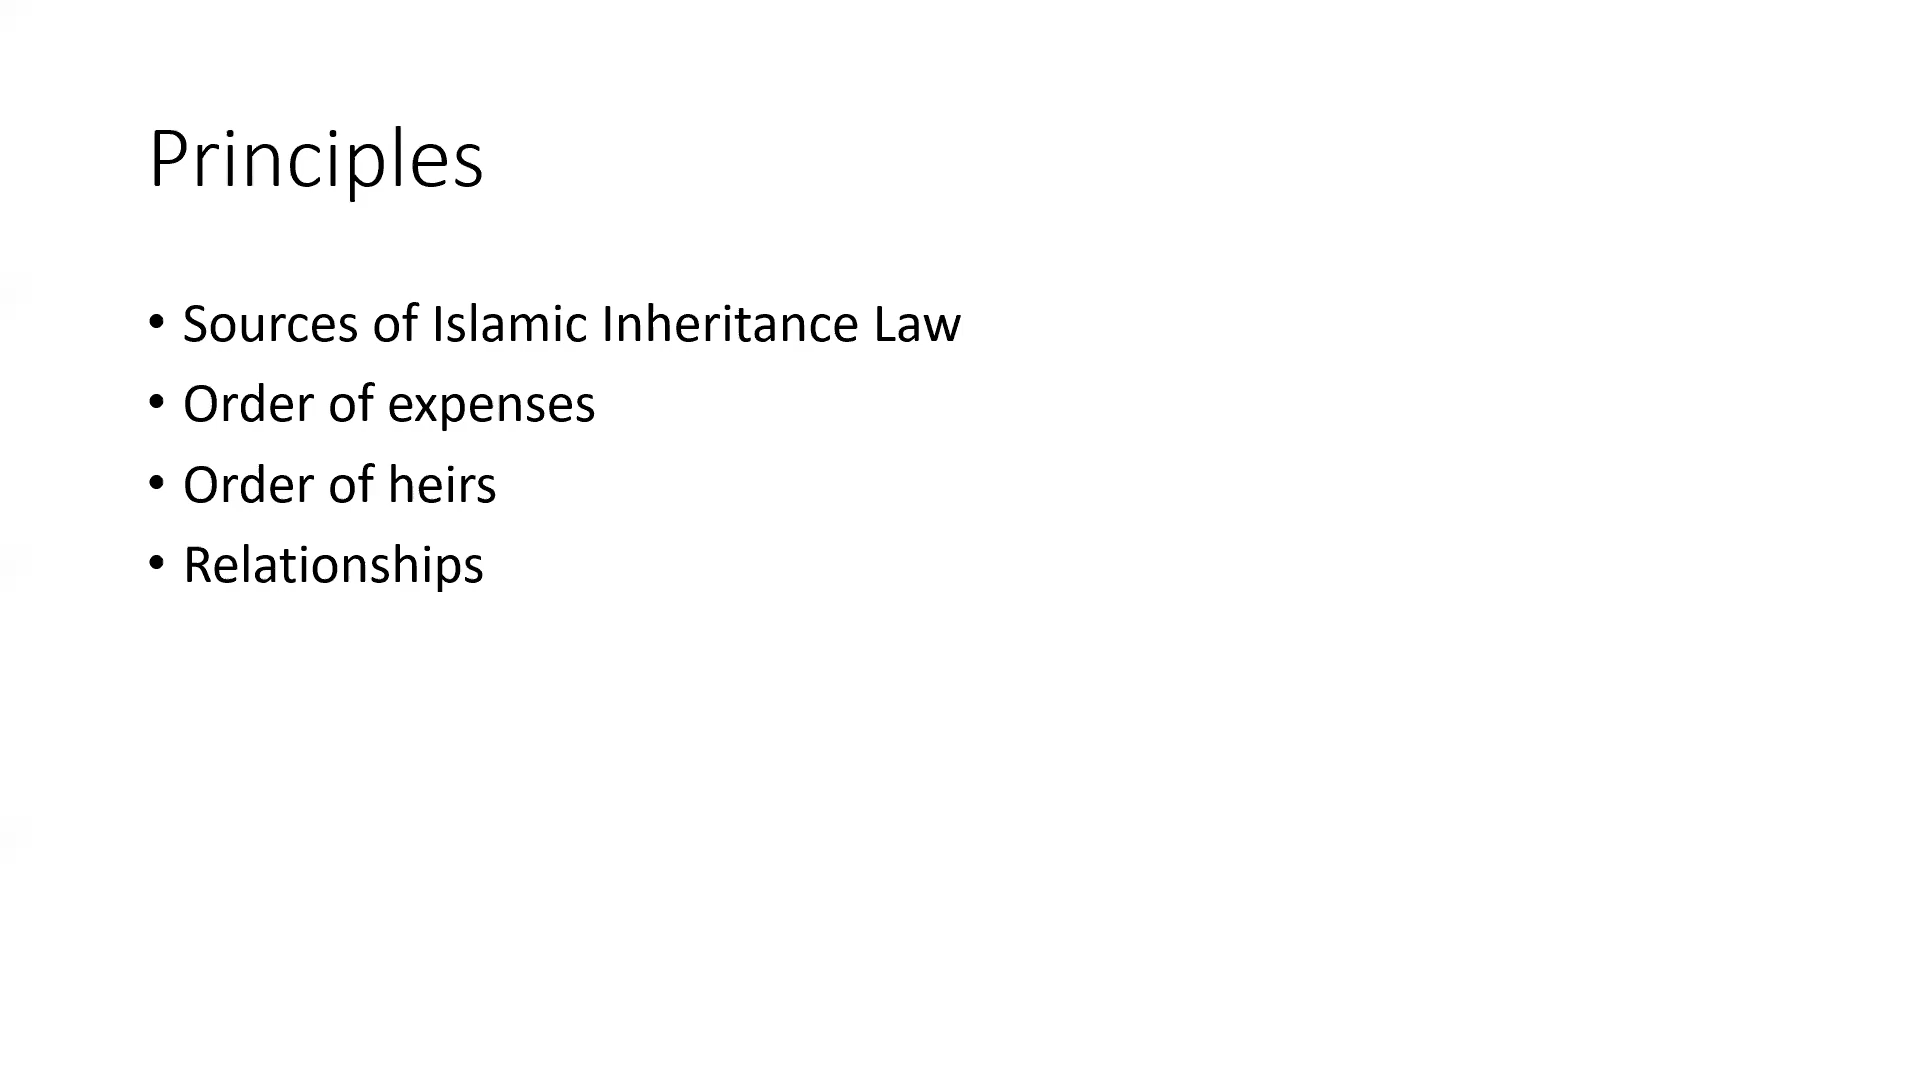 Principles
• Sources of Islamic Inheritance Law
• Order of expenses
• Order of heirs
• Relationships